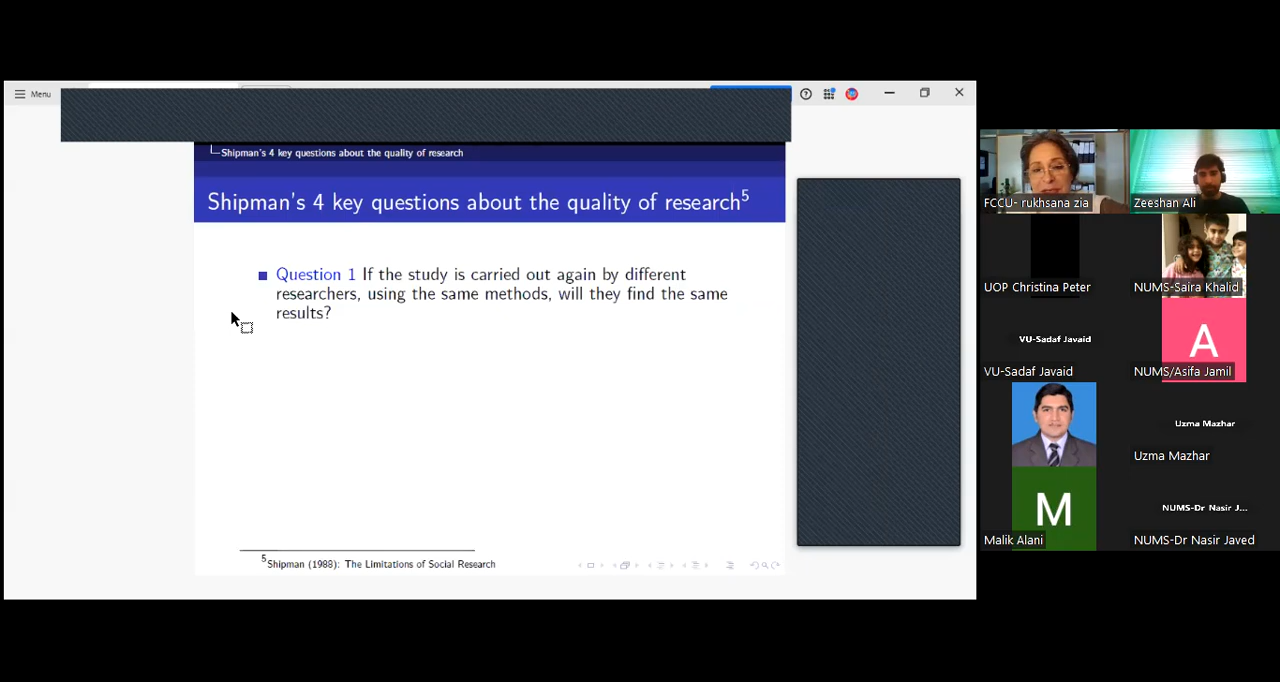 Menu
Shipman's 4 key questions about the quality of research
Shipman's 4 key questions about the quality of research5
Question 1 If the study is carried out again by different
researchers, using the same methods, will they find the same
results?
5Shipman (1988): The Limitations of Social Research
FCCU- rukhsana zia
Zeeshan Ali
UOP Christina Peter
NUMS-Saira Khalid
VU-Sadaf Javaid
VU-Sadaf Javaid
A
NUMS/Asifa Jamil
Uzma Mazhar
Uzma Mazhar
M
Malik Alani
NUMS-Dr Nasir J...
NUMS-Dr Nasir Javed